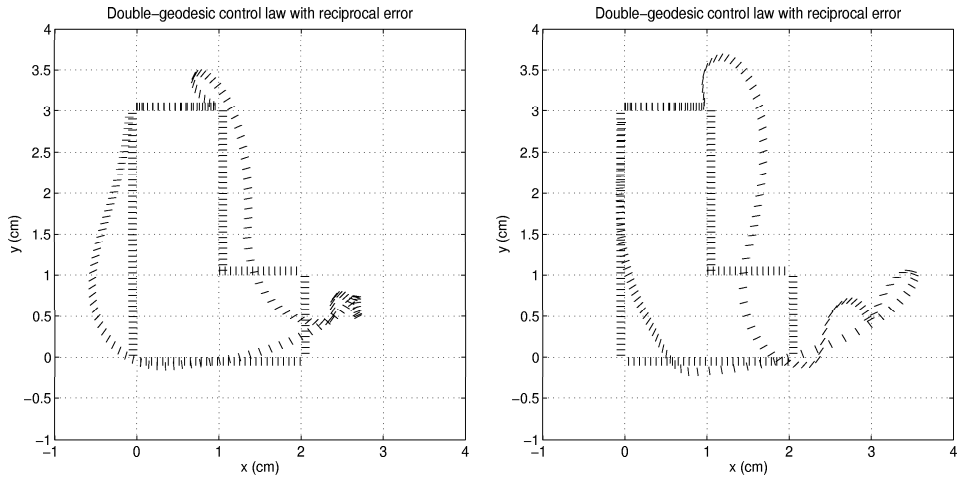 Double−geodesic control law with reciprocal error
4
3.5
3
2.5
2
1.5
1
0.5
0
−0.5
−1
y (cm)
−1 0 1 2 3 4
x (cm)
Double−geodesic control law with reciprocal error
4
3.5
3
2.5
2
1.5
1
0.5
0
−0.5
−1
y (cm)
−1 0 1 2 3 4
x (cm)